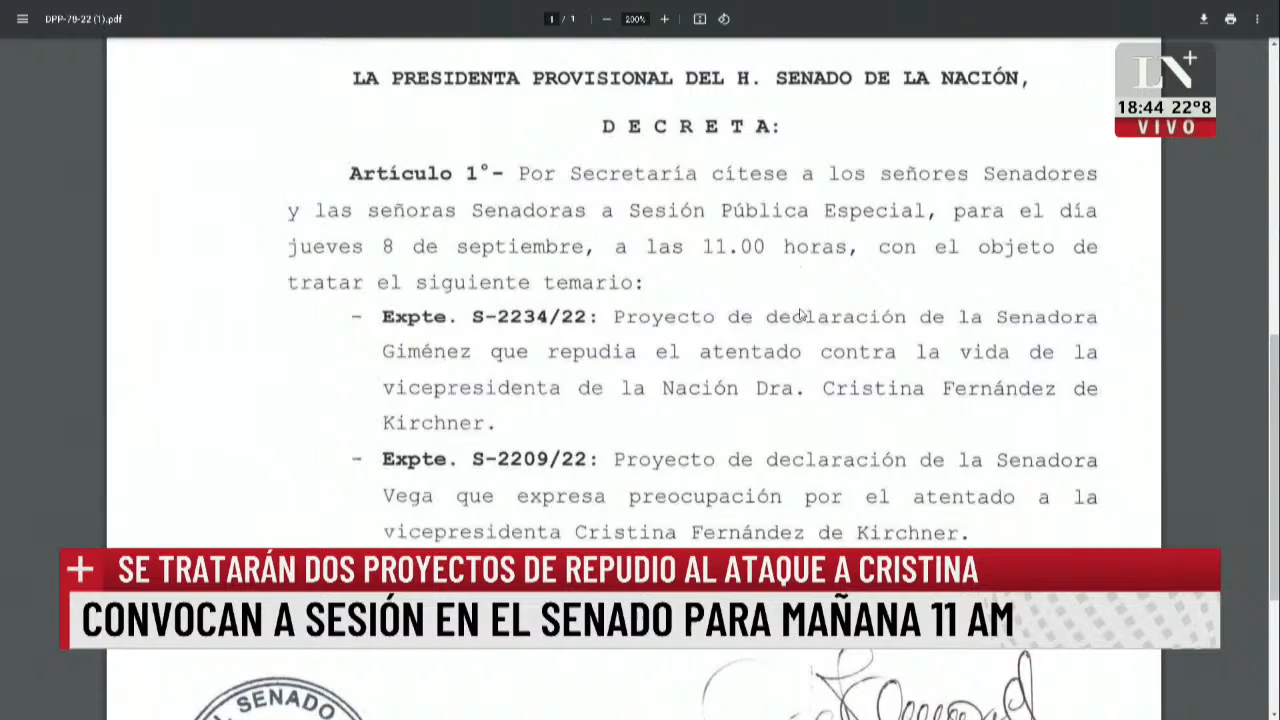 DPP-78-22 (1).pdf
1 / 1
200%
LA PRESIDENTA PROVISIONAL DEL H. SENADO DE LA NACIÓN,
D E C R E T A:
Artículo 1°- Por Secretaría cítese a los señores Senadores
y las señoras Senadoras a Sesión Pública Especial, para el día
jueves 8 de septiembre, a las 11.00 horas, con el objeto de
tratar el siguiente temario:
- Expte. S-2234/22: Proyecto de declaración de la Senadora
Giménez que repudia el atentado contra la vida de la
vicepresidenta de la Nación Dra. Cristina Fernández de
Kirchner.
- Expte. S-2209/22: Proyecto de declaración de la Senadora
Vega que expresa preocupación por el atentado a la
vicepresidenta Cristina Fernández de Kirchner.
LN+
18:44 22°8
VIVO
+ SE TRATARÁN DOS PROYECTOS DE REPUDIO AL ATAQUE A CRISTINA
CONVOCAN A SESIÓN EN EL SENADO PARA MAÑANA 11 AM
SENADO